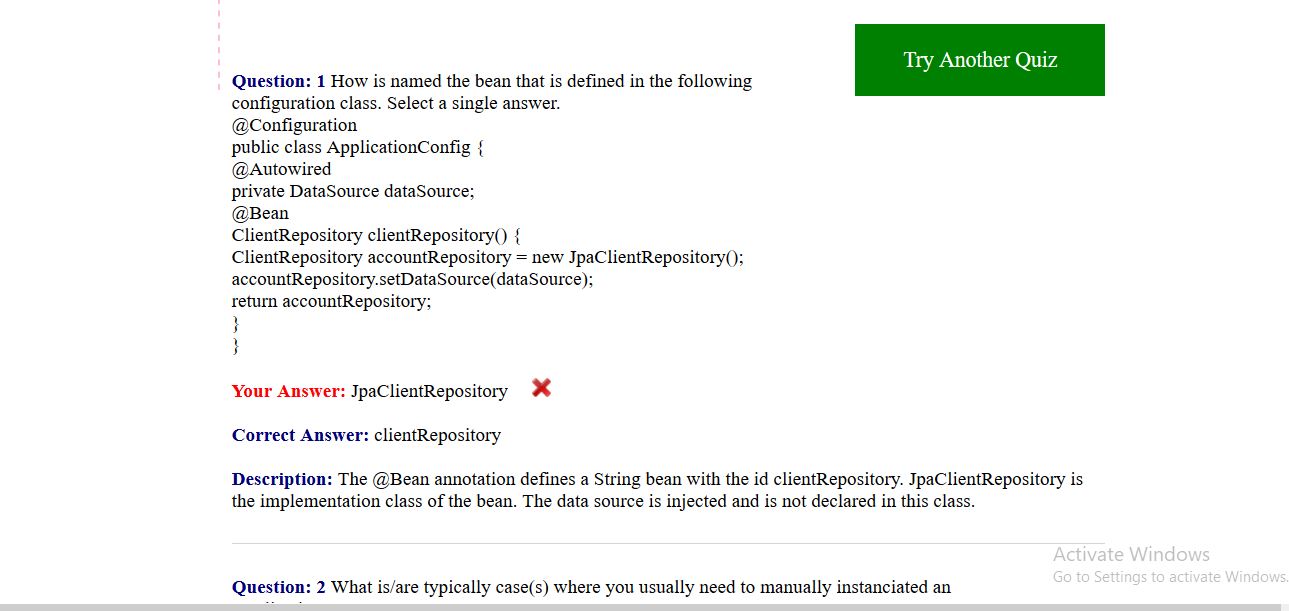 Try Another Quiz
Question: 1 How is named the bean that is defined in the following
configuration class. Select a single answer.
@Configuration
public class ApplicationConfig {
@Autowired
private DataSource dataSource;
@Bean
ClientRepository clientRepository() {
ClientRepository accountRepository = new JpaClientRepository();
accountRepository.setDataSource(dataSource);
return accountRepository;
}
}
Your Answer: JpaClientRepository
Correct Answer: clientRepository
Description: The @Bean annotation defines a String bean with the id clientRepository. JpaClientRepository is
the implementation class of the bean. The data source is injected and is not declared in this class.
Activate Windows
Go to Settings to activate Windows.
Question: 2 What is/are typically case(s) where you usually need to manually instanciated an